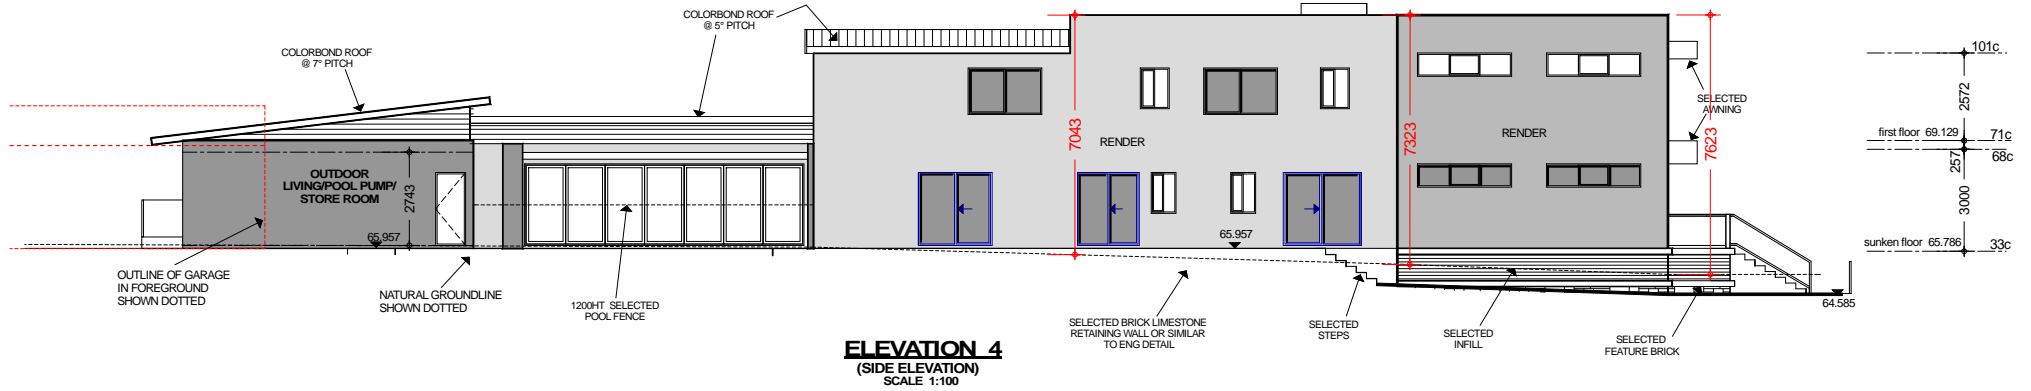 COLORBOND ROOF
@ 5° PITCH
COLORBOND ROOF
@ 7° PITCH
OUTDOOR
LIVING/POOL PUMP/
STORE ROOM
2743
65.957
OUTLINE OF GARAGE
IN FOREGROUND
SHOWN DOTTED
NATURAL GROUNDLINE
SHOWN DOTTED
1200HT SELECTED
POOL FENCE
7043
RENDER
65.957
7323
RENDER
7623
SELECTED
AWNING
SELECTED BRICK LIMESTONE
RETAINING WALL OR SIMILAR
TO ENG DETAIL
SELECTED
STEPS
SELECTED
INFILL
SELECTED
FEATURE BRICK
64.585
101c
2572
first floor 69.129
71c
257
68c
3000
sunken floor 65.786
33c
ELEVATION 4
(SIDE ELEVATION)
SCALE 1:100